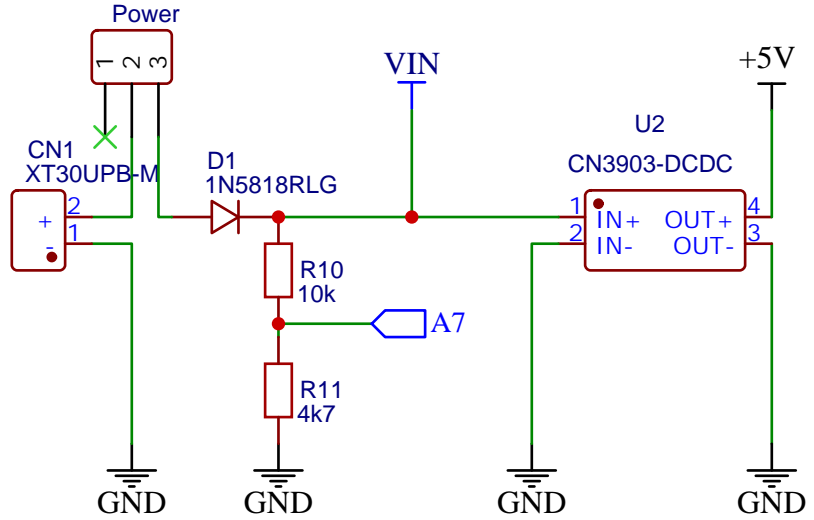 Power
1
2
3
VIN
+5V
U2
CN1
XT30UPB-M
D1
1N5818RLG
CN3903-DCDC
+ 2
- 1
1 IN+ OUT+ 4
2 IN- OUT- 3
R10
10k
A7
R11
4k7
GND
GND
GND
GND